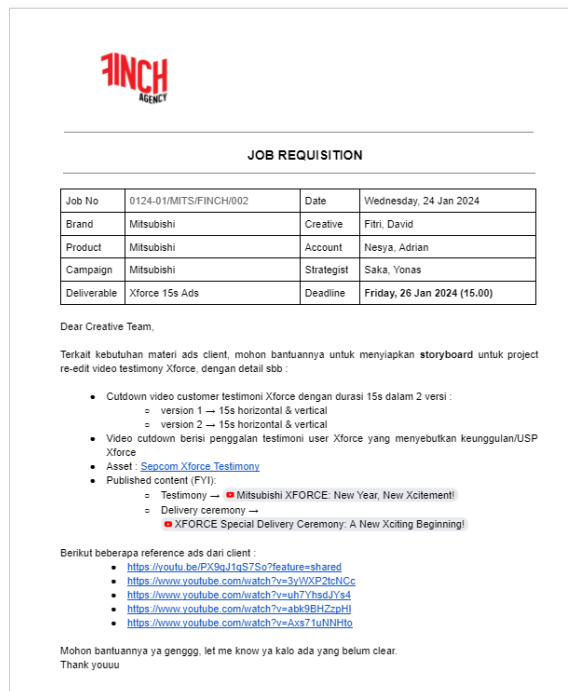 FINCH
AGENCY
JOB REQUISITION
Job No 0124-01/MITS/FINCH/002 Date Wednesday, 24 Jan 2024
Brand Mitsubishi Creative Fitri, David
Product Mitsubishi Account Nesya, Adrian
Campaign Mitsubishi Strategist Saka, Yonas
Deliverable Xforce 15s Ads Deadline Friday, 26 Jan 2024 (15.00)
Dear Creative Team,
Terkait kebutuhan materi ads client, mohon bantuannya untuk menyiapkan storyboard untuk project
re-edit video testimony Xforce, dengan detail sbb :
● Cutdown video customer testimoni Xforce dengan durasi 15s dalam 2 versi :
○ version 1 → 15s horizontal & vertical
○ version 2 → 15s horizontal & vertical
● Video cutdown berisi penggalan testimoni user Xforce yang menyebutkan keunggulan/USP
Xforce
● Asset : Sepcom Xforce Testimony
● Published content (FYI):
○ Testimony → Mitsubishi XFORCE: New Year, New Xcitement!
○ Delivery ceremony →
XFORCE Special Delivery Ceremony: A New Xciting Beginning!
Berikut beberapa reference ads dari client :
● https://youtu.be/PX9qJ1qS7So?feature=shared
● https://www.youtube.com/watch?v=3yWXP2tcNCc
● https://www.youtube.com/watch?v=uh7YhsdJYs4
● https://www.youtube.com/watch?v=abk9BHZzpHI
● https://www.youtube.com/watch?v=Axs71uNNHto
Mohon bantuannya ya genggg, let me know ya kalo ada yang belum clear.
Thank youuu